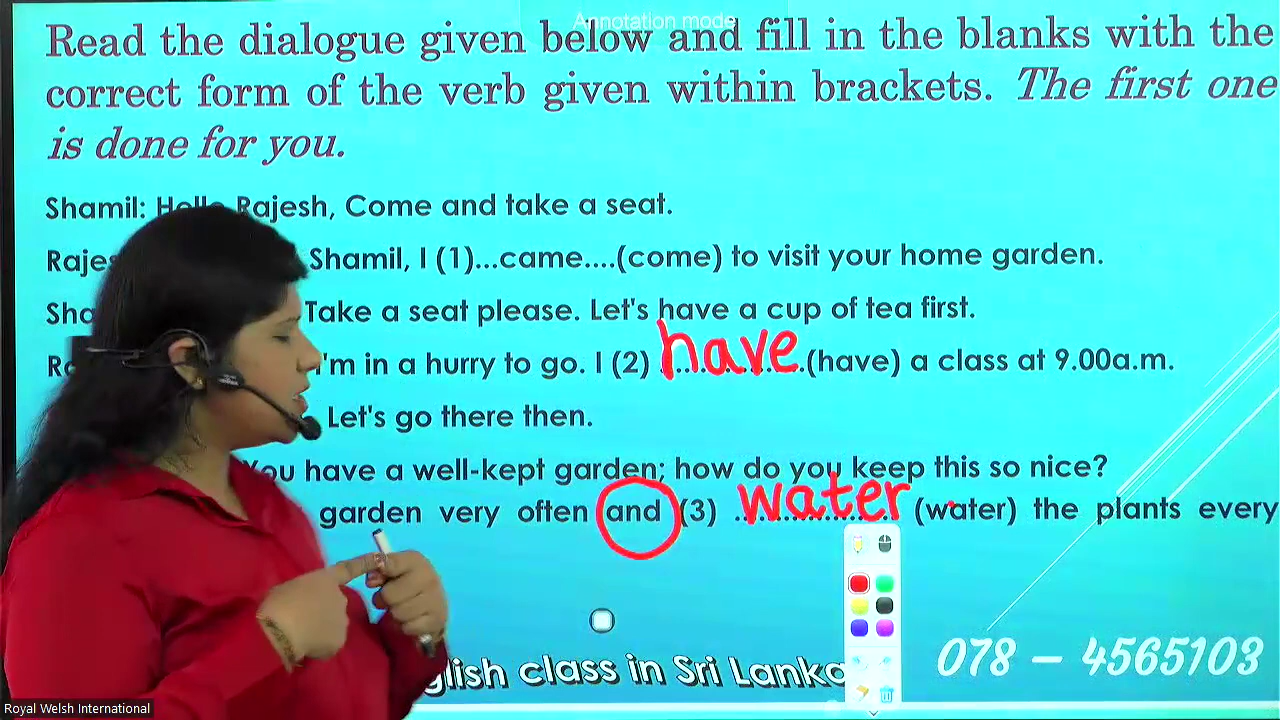 Annotation mode
Read the dialogue given below and fill in the blanks with the
correct form of the verb given within brackets. The first one
is done for you.
Shamil: Hello Rajesh, Come and take a seat.
Shamil, I (1)...came....(come) to visit your home garden.
Take a seat please. Let's have a cup of tea first.
I'm in a hurry to go. I (2) have (have) a class at 9.00a.m.
Let's go there then.
You have a well-kept garden; how do you keep this so nice?
garden very often and (3) water (water) the plants every
class in Sri Lanka
078 – 4565103
Royal Welsh International